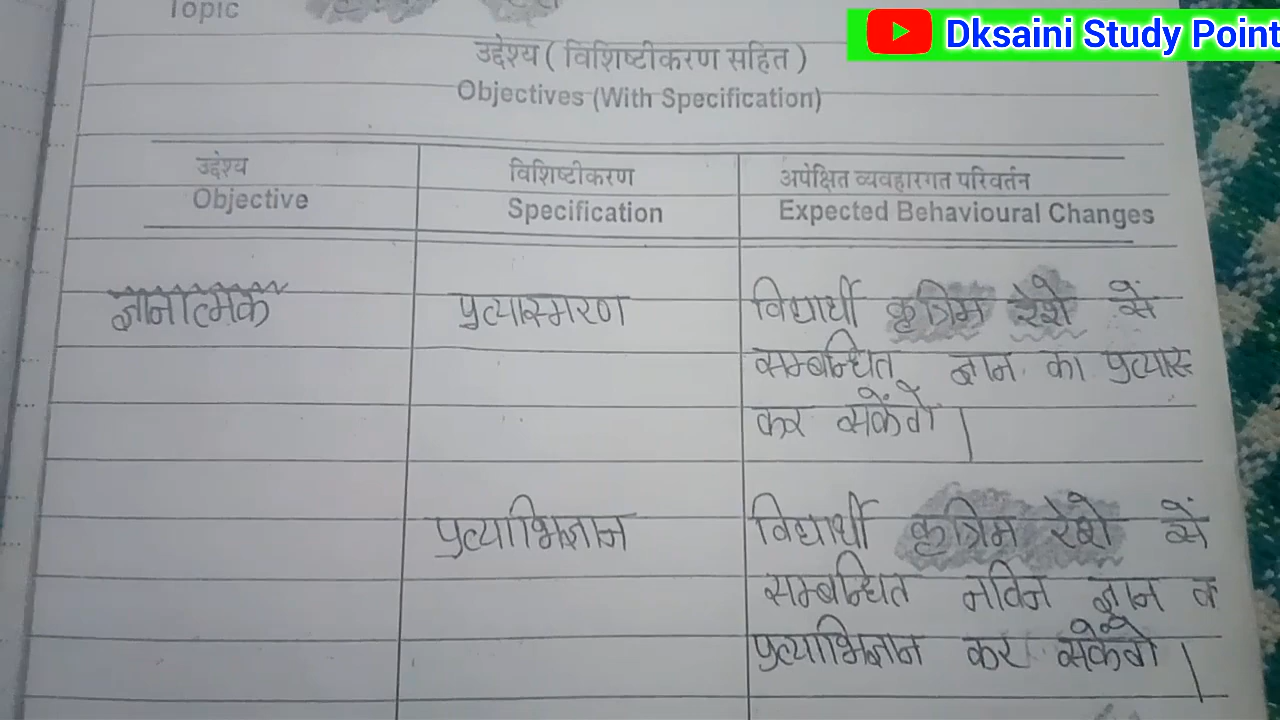 Topic
Dksaini Study Point
उद्देश्य ( विशिष्टीकरण सहित )
Objectives (With Specification)
उद्देश्य विशिष्टीकरण अपेक्षित व्यवहारगत परिवर्तन
Objective Specification Expected Behavioural Changes
ज्ञानात्मक प्रत्यास्मरण विद्यार्थी कृत्रिम रेशे से
सम्बन्धित ज्ञान का
कर सकेंगे |
प्रत्याभिज्ञान विद्यार्थी कृत्रिम रेशे से
सम्बन्धित नविन ज्ञान
प्रत्याभिज्ञान कर सकेंगे |